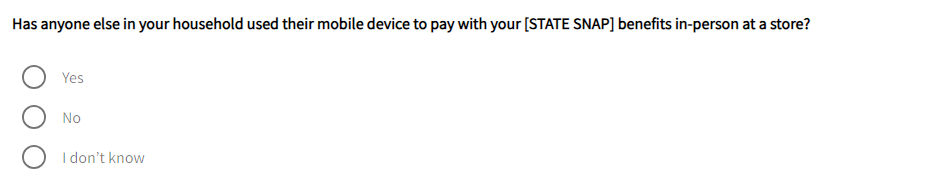 Has anyone else in your household used their mobile device to pay with your [STATE SNAP] benefits in-person at a store?
Yes
No
I don't know